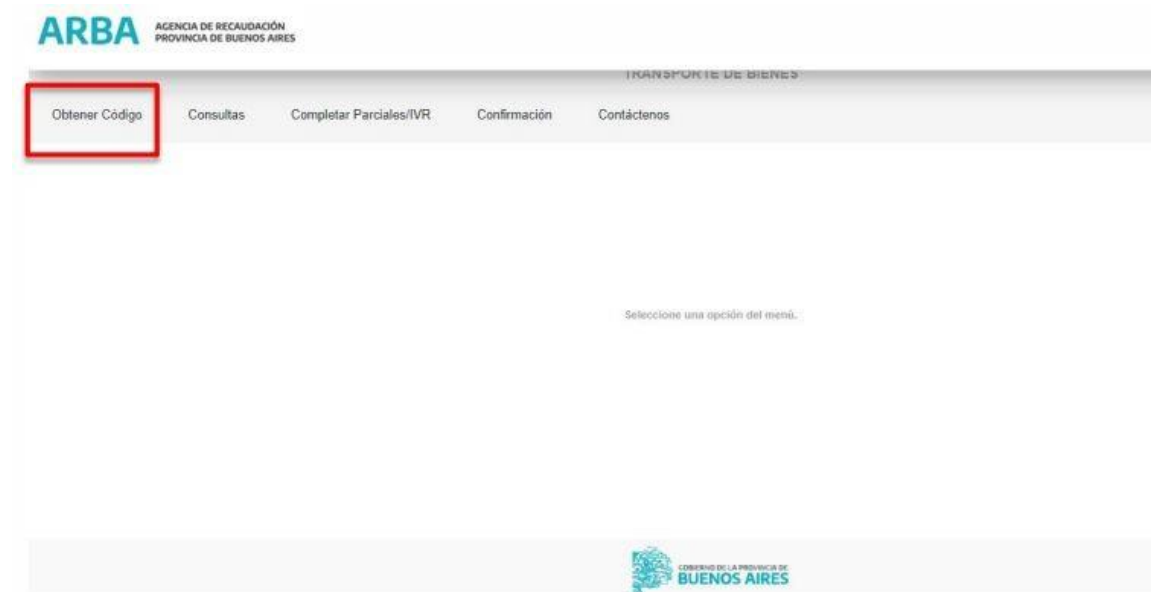 ARBA
AGENCIA DE RECAUDACIÓN
PROVINCIA DE BUENOS AIRES
TRANSPORTE DE BIENES
Obtener Código Consultas Completar Parciales/IVR Confirmación Contáctenos
Seleccione una opción del menú.
GOBIERNO DE LA PROVINCIA DE
BUENOS AIRES